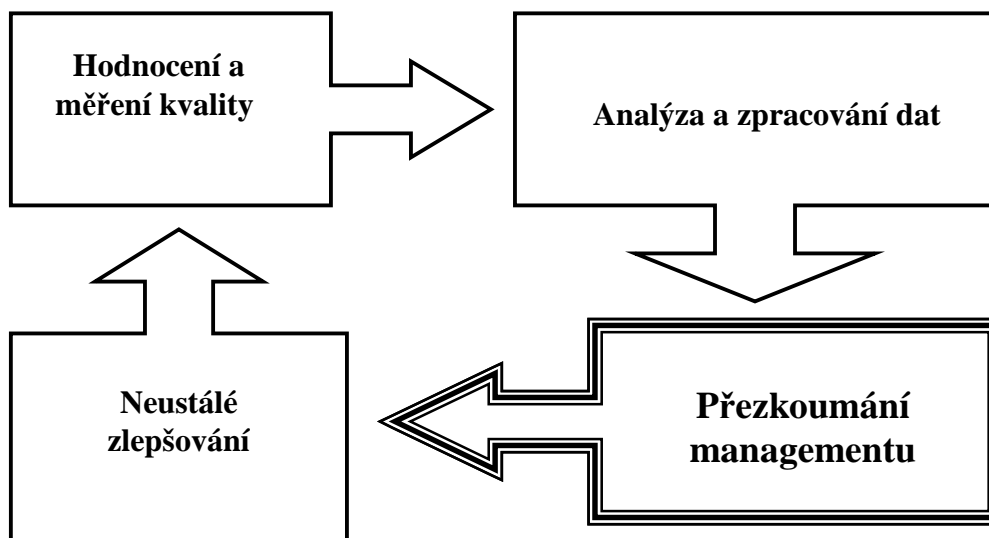 Hodnocení a
měření kvality
Analýza a zpracování dat
Neustálé
zlepšování
Přezkoumání
managementu